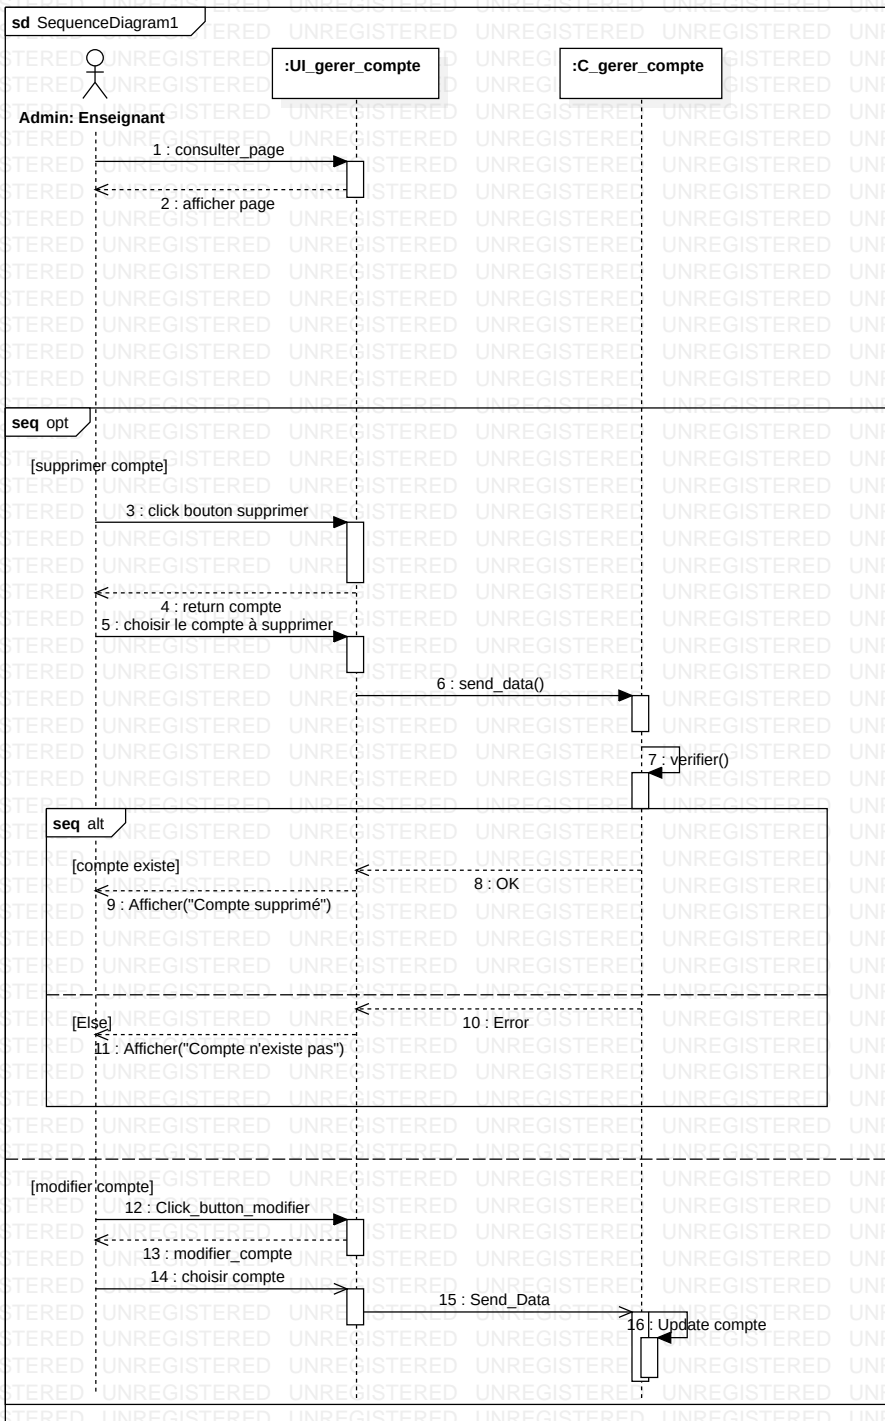 sd SequenceDiagram1
:UI_gerer_compte
:C_gerer_compte
Admin: Enseignant
1 : consulter_page
2 : afficher page
seq opt
[supprimer compte]
3 : click bouton supprimer
4 : return compte
5 : choisir le compte à supprimer
6 : send_data()
7 : verifier()
seq alt
[compte existe]
8 : OK
9 : Afficher("Compte supprimé")
[Else]
10 : Error
11 : Afficher("Compte n'existe pas")
[modifier compte]
12 : Click_button_modifier
13 : modifier_compte
14 : choisir compte
15 : Send_Data
16 : Update compte
UNREGISTERED